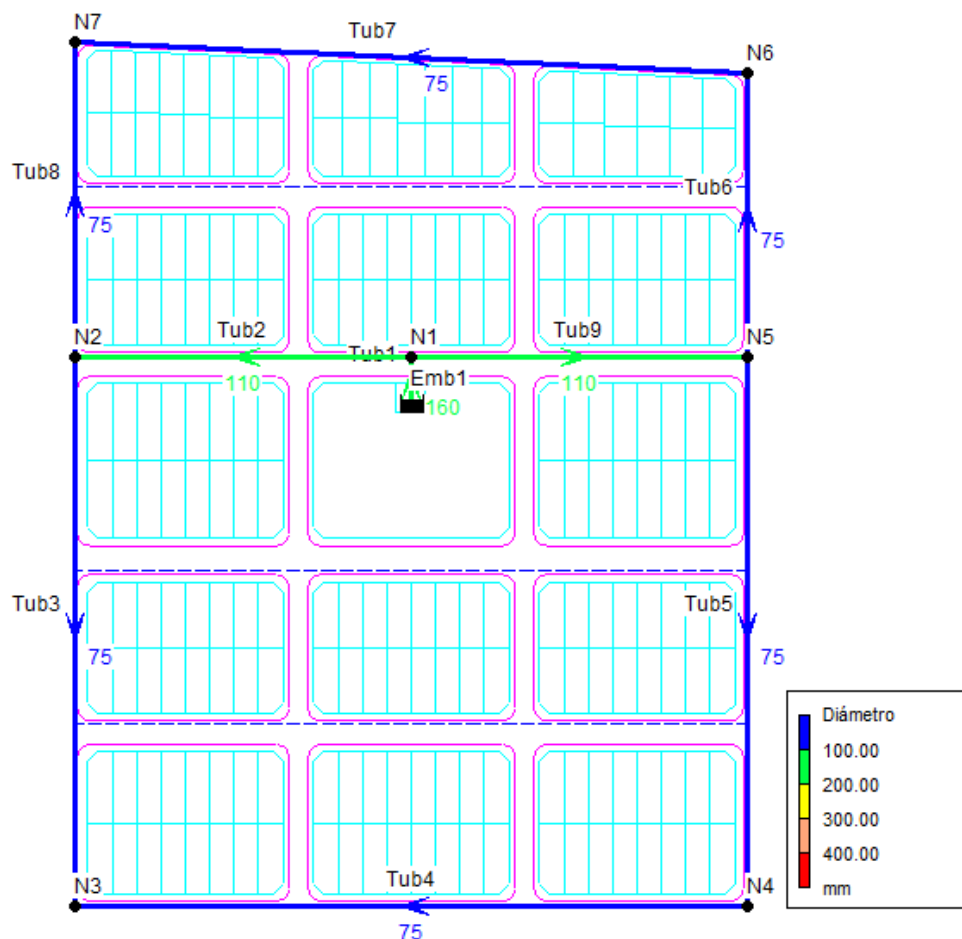 N7
Tub7
N6
75
Tub8
Tub6
75
75
N2
Tub2
N1
Tub9
N5
Tub1
Emb1
110
110
160
Tub3
Tub5
75
75
Diámetro
100.00
200.00
300.00
400.00
mm
N3
Tub4
N4
75